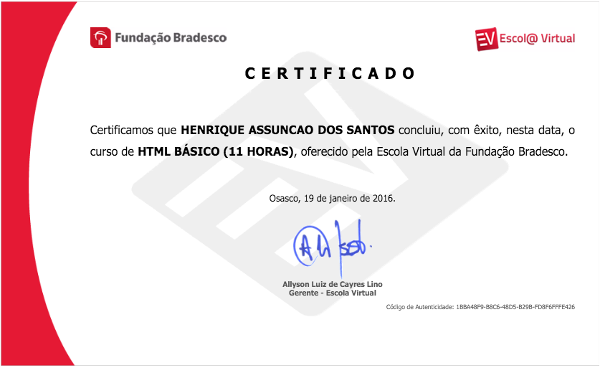 Fundação Bradesco
EV Escol@ Virtual
CERTIFICADO
Certificamos que HENRIQUE ASSUNCAO DOS SANTOS concluiu, com êxito, nesta data, o
curso de HTML BÁSICO (11 HORAS), oferecido pela Escola Virtual da Fundação Bradesco.
Osasco, 19 de janeiro de 2016.
Allyson Luiz de Cayres Lino
Gerente - Escola Virtual
Código de Autenticidade: 1BBA48F9-B8C6-48D5-B29B-FD8F6FFFE426